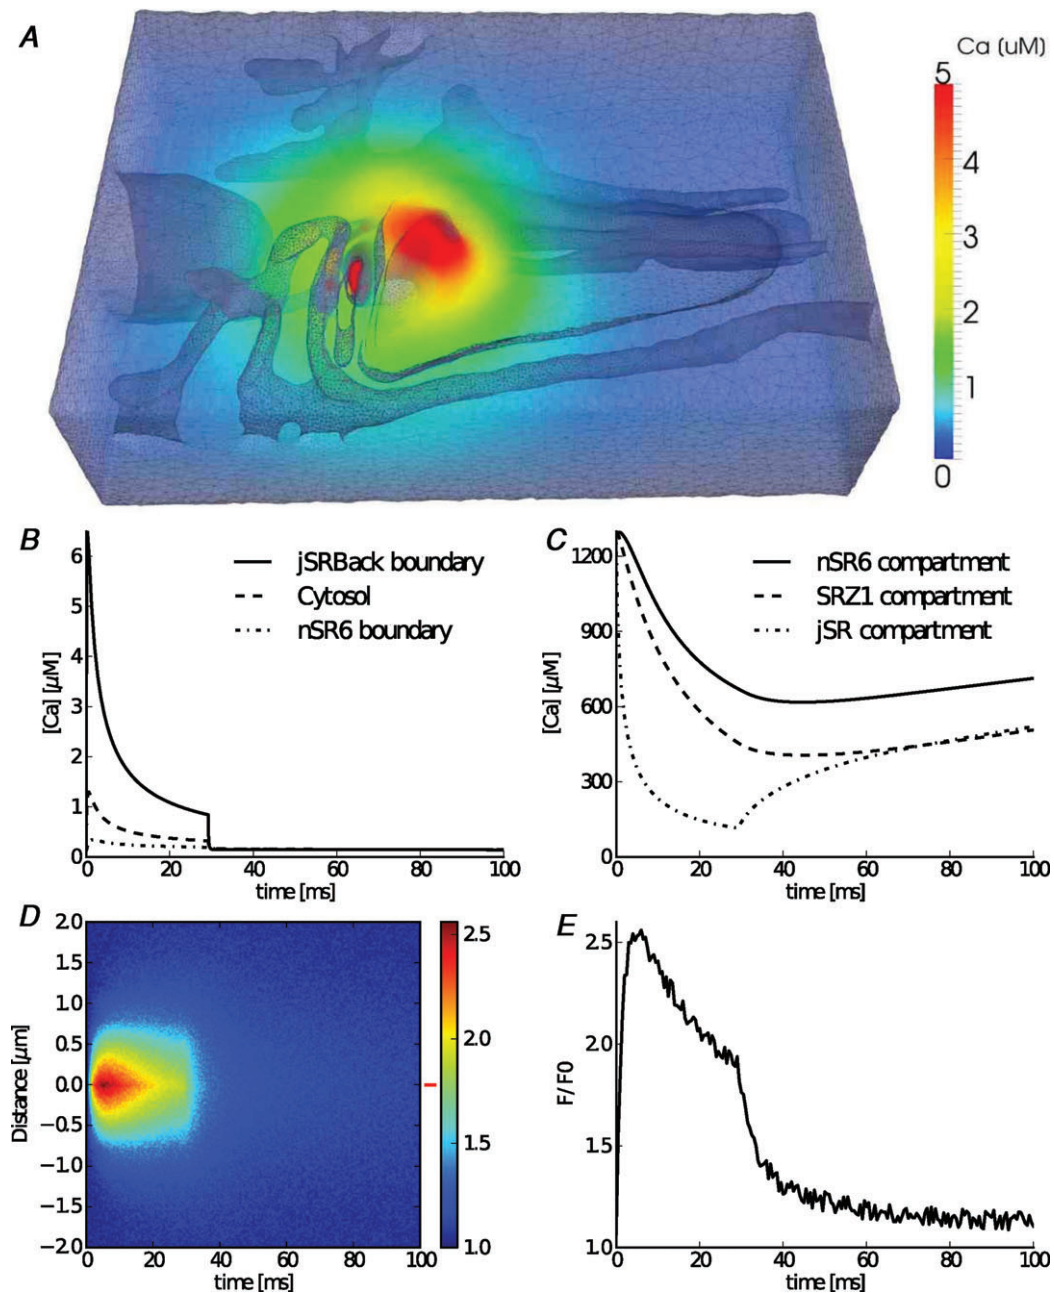 A
Ca (uM)
5
4
3
2
1
0
B
jSRBack boundary
Cytosol
nSR6 boundary
[Ca] [µM]
6
5
4
3
2
1
0
0 20 40 60 80 100
time [ms]
C
nSR6 compartment
SRZ1 compartment
jSR compartment
[Ca] [µM]
1200
900
600
300
0
0 20 40 60 80 100
time [ms]
D
Distance [µm]
2.0
1.5
1.0
0.5
0.0
−0.5
−1.0
−1.5
−2.0
0 20 40 60 80 100
time [ms]
2.5
2.0
1.5
1.0
E
F/F0
2.5
2.0
1.5
1.0
0 20 40 60 80 100
time [ms]